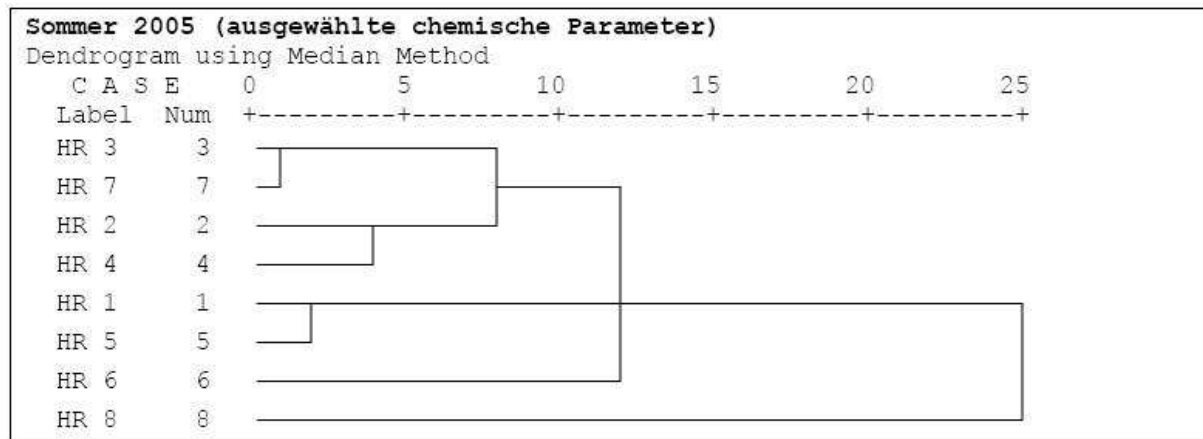 Sommer 2005 (ausgewählte chemische Parameter)
Dendrogram using Median Method
C A S E 0 5 10 15 20 25
Label Num +---------+---------+---------+---------+---------+
HR 3 3
HR 7 7
HR 2 2
HR 4 4
HR 1 1
HR 5 5
HR 6 6
HR 8 8